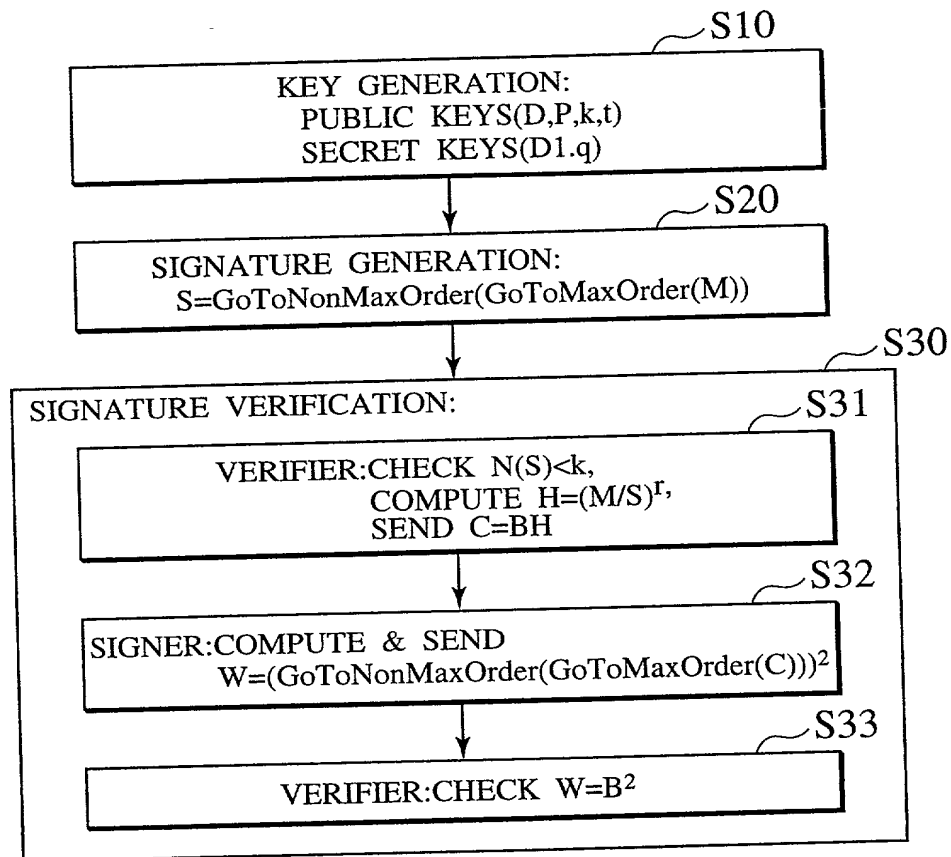 S10
KEY GENERATION:
PUBLIC KEYS(D,P,k,t)
SECRET KEYS(D1.q)
S20
SIGNATURE GENERATION:
S=GoToNonMaxOrder(GoToMaxOrder(M))
S30
SIGNATURE VERIFICATION:
S31
VERIFIER:CHECK N(S)<k,
COMPUTE H=(M/S)ʳ,
SEND C=BH
S32
SIGNER:COMPUTE & SEND
W=(GoToNonMaxOrder(GoToMaxOrder(C)))²
S33
VERIFIER:CHECK W=B²